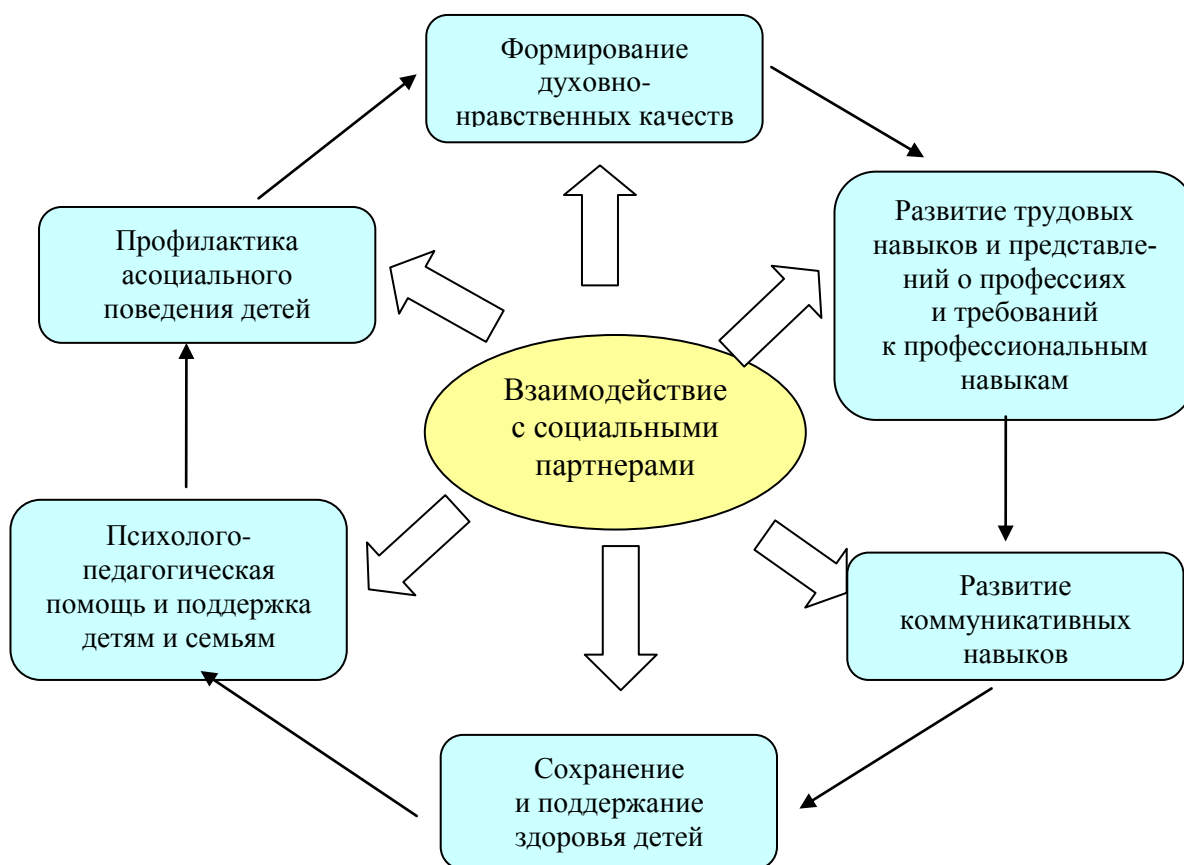 Формирование
духовно-
нравственных качеств
Развитие трудовых
навыков и представле-
ний о профессиях
и требований
к профессиональным
навыкам
Профилактика
асоциального
поведения детей
Взаимодействие
с социальными
партнерами
Психолого-
педагогическая
помощь и поддержка
детям и семьям
Развитие
коммуникативных
навыков
Сохранение
и поддержание
здоровья детей